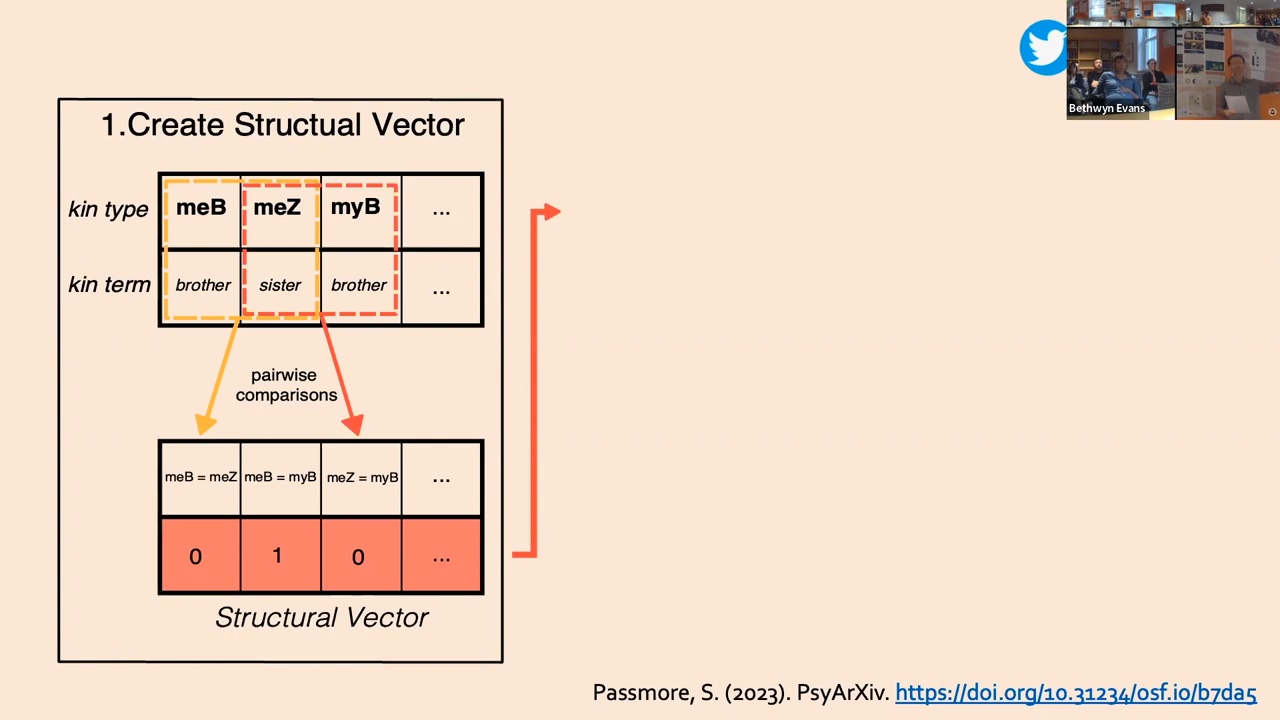 1.Create Structual Vector
kin type meB meZ myB ...
kin term brother sister brother ...
pairwise
comparisons
meB = meZ meB = myB meZ = myB ...
0 1 0 ...
Structural Vector
Bethwyn Evans
Passmore, S. (2023). PsyArXiv. https://doi.org/10.31234/osf.io/b7da5